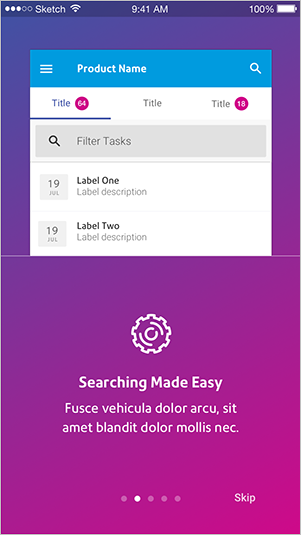 Sketch 9:41 AM 100%
Product Name
Title 64 Title Title 18
Filter Tasks
19 Label One
JUL Label description
19 Label Two
JUL Label description
Searching Made Easy
Fusce vehicula dolor arcu, sit
amet blandit dolor mollis nec.
Skip